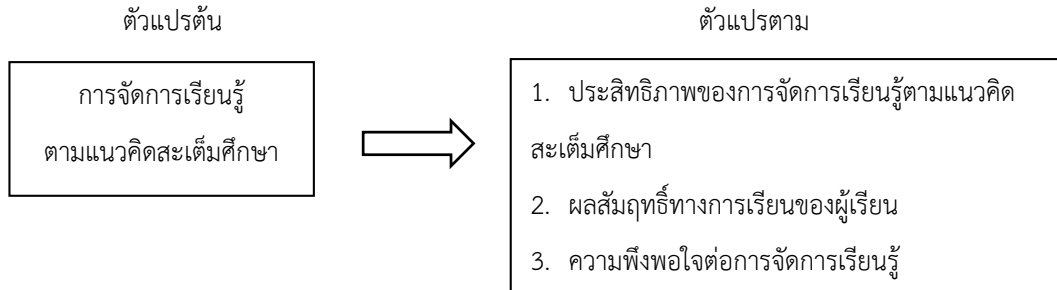 ตัวแปรต้น
ตัวแปรตาม
การจัดการเรียนรู้
ตามแนวคิดสะเต็มศึกษา
1. ประสิทธิภาพของการจัดการเรียนรู้ตามแนวคิด
สะเต็มศึกษา
2. ผลสัมฤทธิ์ทางการเรียนของผู้เรียน
3. ความพึงพอใจต่อการจัดการเรียนรู้